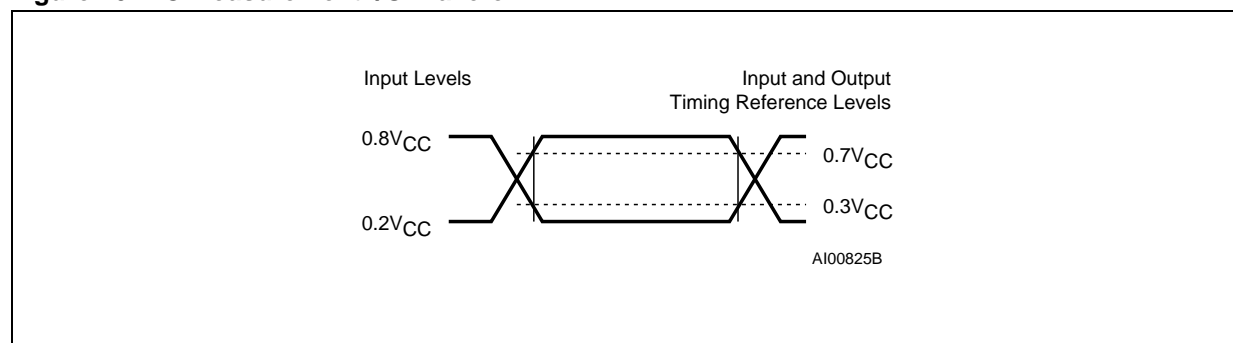 Input Levels
Input and Output
Timing Reference Levels
0.8VCC
0.7VCC
0.3VCC
0.2VCC
AI00825B